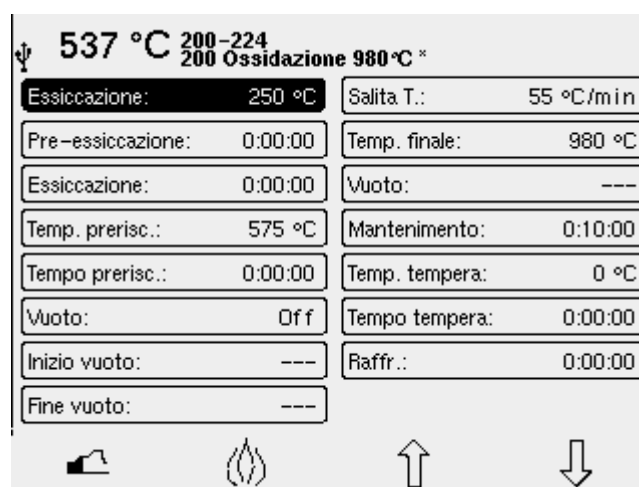 537 °C 200-224
200 Ossidazione 980°C *
Essiccazione: 250 °C
Pre-essiccazione: 0:00:00
Essiccazione: 0:00:00
Temp. prerisc.: 575 °C
Tempo prerisc.: 0:00:00
Vuoto: Off
Inizio vuoto: ---
Fine vuoto: ---
Salita T.: 55 °C/min
Temp. finale: 980 °C
Vuoto: ---
Mantenimento: 0:10:00
Temp. tempera: 0 °C
Tempo tempera: 0:00:00
Raffr.: 0:00:00